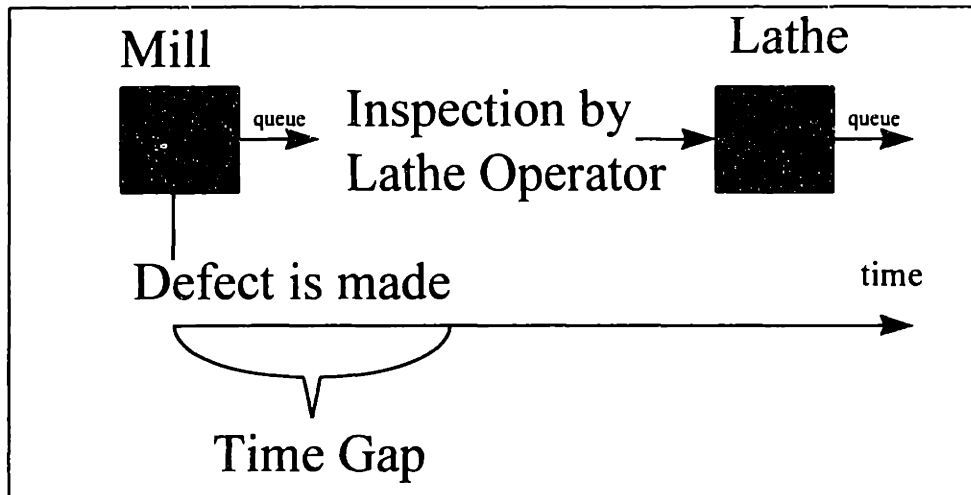 Mill
Lathe
queue
Inspection by
Lathe Operator
queue
Defect is made
time
Time Gap